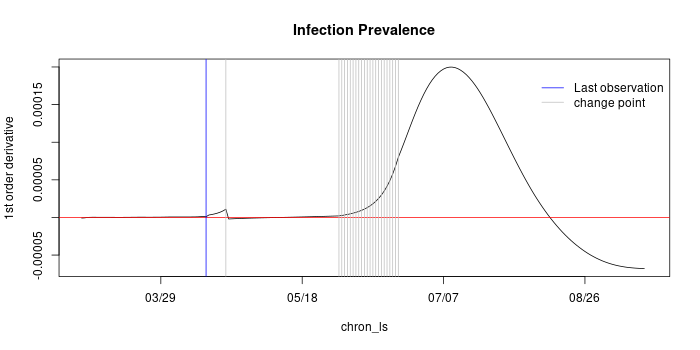 Infection Prevalence
1st order derivative
0.00015
0.00005
-0.00005
Last observation
change point
03/29
05/18
07/07
08/26
chron_ls